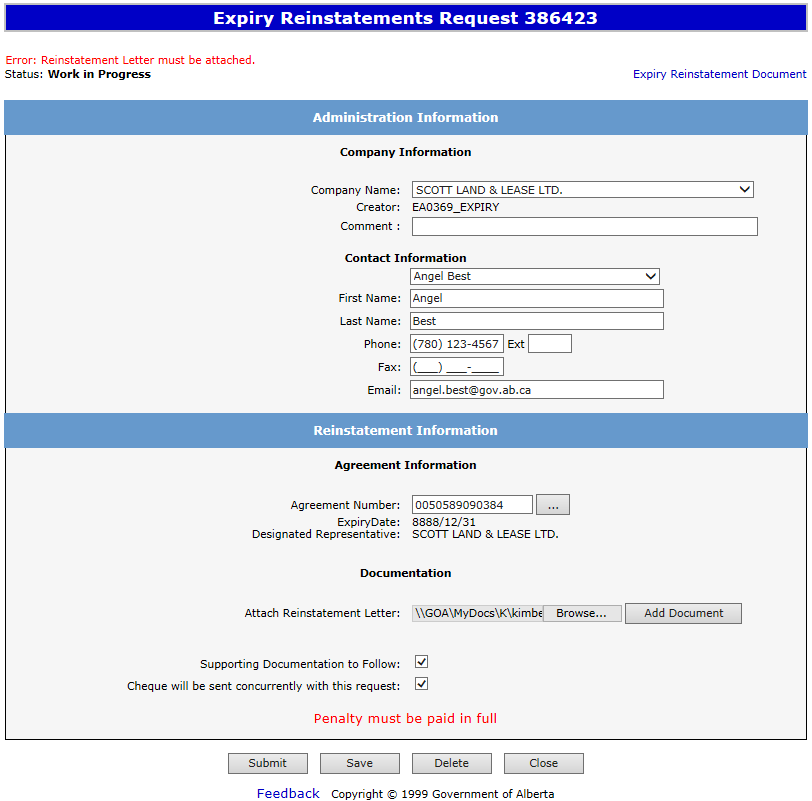 Expiry Reinstatements Request 386423
Error: Reinstatement Letter must be attached.
Status: Work in Progress
Expiry Reinstatement Document
Administration Information
Company Information
Company Name: SCOTT LAND & LEASE LTD.
Creator: EA0369_EXPIRY
Comment :
Contact Information
Angel Best
First Name: Angel
Last Name: Best
Phone: (780) 123-4567 Ext
Fax: (___) ___-____
Email: angel.best@gov.ab.ca
Reinstatement Information
Agreement Information
Agreement Number: 0050589090384 ...
ExpiryDate: 8888/12/31
Designated Representative: SCOTT LAND & LEASE LTD.
Documentation
Attach Reinstatement Letter: \\GOA\MyDocs\K\kimbe Browse... Add Document
Supporting Documentation to Follow:
Cheque will be sent concurrently with this request:
Penalty must be paid in full
Submit Save Delete Close
Feedback Copyright © 1999 Government of Alberta